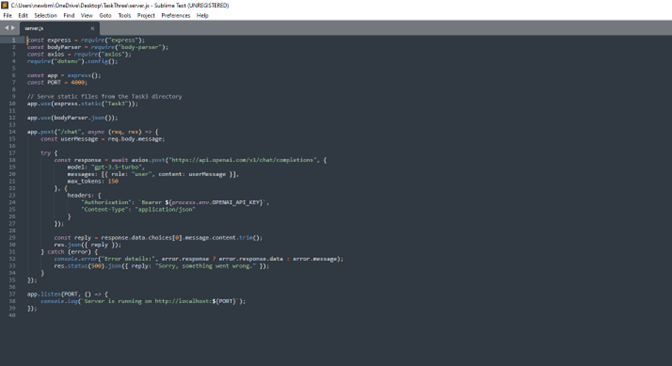 C:\Users\newbm\OneDrive\Desktop\TaskThree\server.js - Sublime Text (UNREGISTERED)
File Edit Selection Find View Goto Tools Project Preferences Help
server.js
1 const express = require("express");
2 const bodyParser = require("body-parser");
3 const axios = require("axios");
4 require("dotenv").config();
5
6 const app = express();
7 const PORT = 4000;
8
9 // Serve static files from the Task3 directory
10 app.use(express.static("Task3"));
11
12 app.use(bodyParser.json());
13
14 app.post("/chat", async (req, res) => {
15 const userMessage = req.body.message;
16
17 try {
18 const response = await axios.post("https://api.openai.com/v1/chat/completions", {
19 model: "gpt-3.5-turbo",
20 messages: [{ role: "user", content: userMessage }],
21 max_tokens: 150
22 }, {
23 headers: {
24 "Authorization": `Bearer ${process.env.OPENAI_API_KEY}`,
25 "Content-Type": "application/json"
26 }
27 });
28
29 const reply = response.data.choices[0].message.content.trim();
30 res.json({ reply });
31 } catch (error) {
32 console.error("Error details:", error.response ? error.response.data : error.message);
33 res.status(500).json({ reply: "Sorry, something went wrong." });
34 }
35 });
36
37 app.listen(PORT, () => {
38 console.log(`Server is running on http://localhost:${PORT}`);
39 });
40